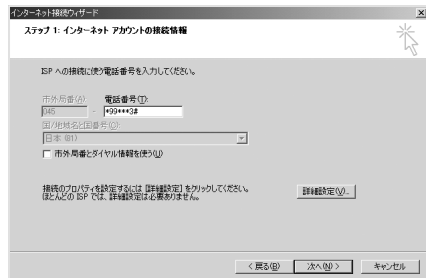 インターネット接続ウィザード
ステップ 1: インターネット アカウントの接続情報
ISP への接続に使う電話番号を入力してください。
市外局番(A): 電話番号(T):
045 - *99***3#
国/地域名と国番号(O):
日本 (81)
市外局番とダイヤル情報を使う(U)
接続のプロパティを設定するには [詳細設定] をクリックしてください。
ほとんどの ISP では、詳細設定は必要ありません。
詳細設定(V)...
< 戻る(B) 次へ(N) > キャンセル